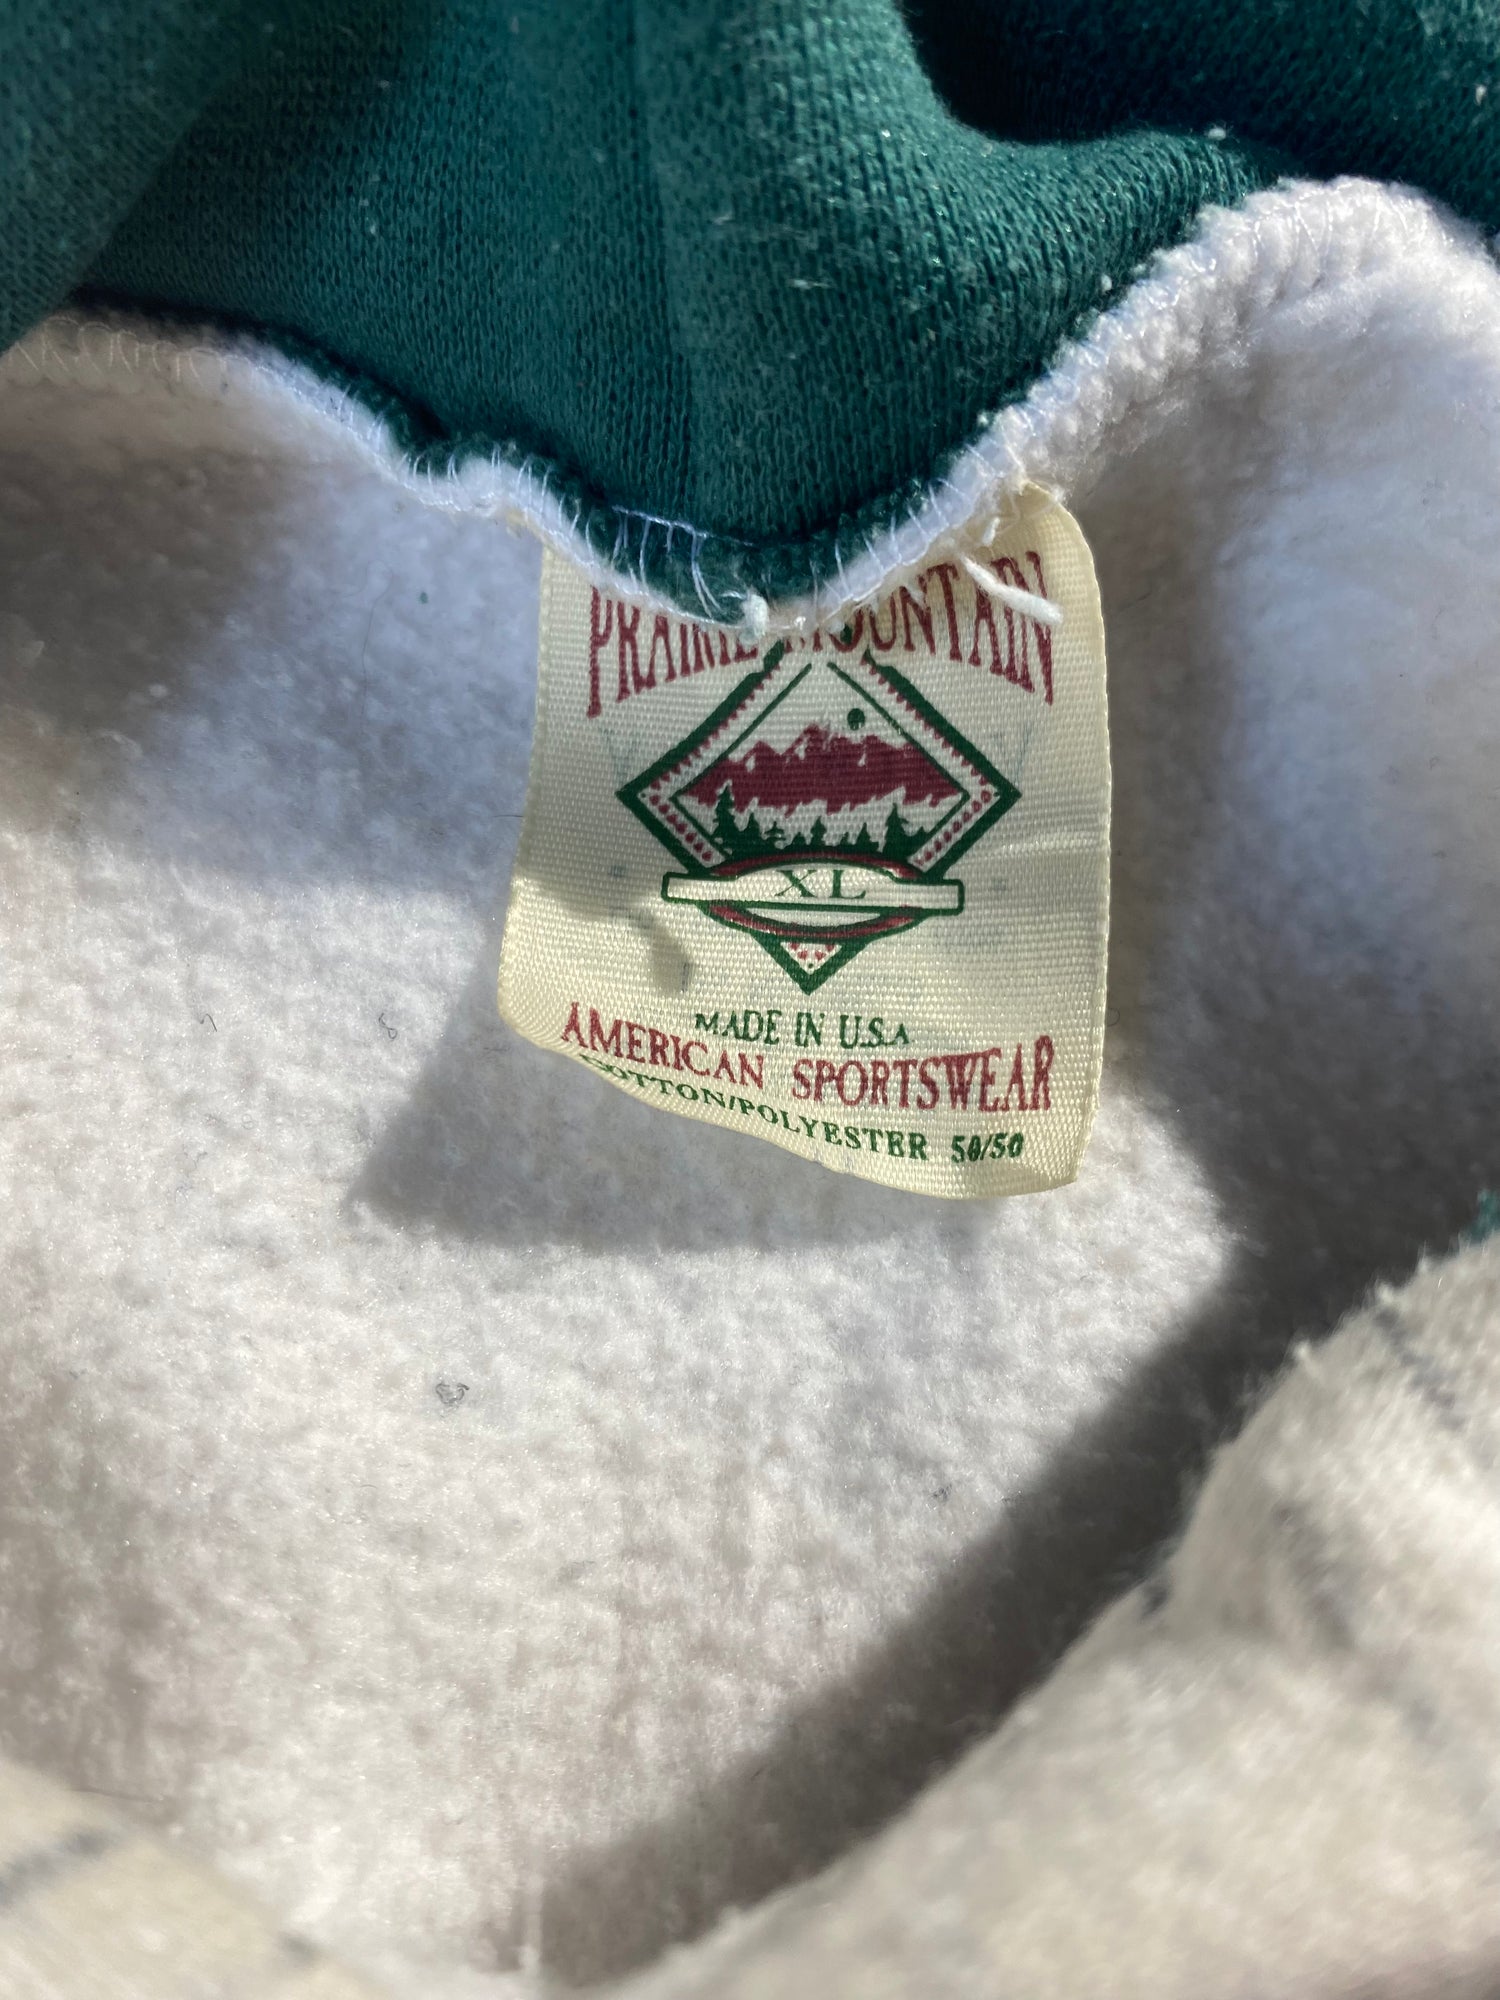 PRAIRIE MOUNTAIN
XL
MADE IN U.S.A
AMERICAN SPORTSWEAR
COTTON/POLYESTER 50/50